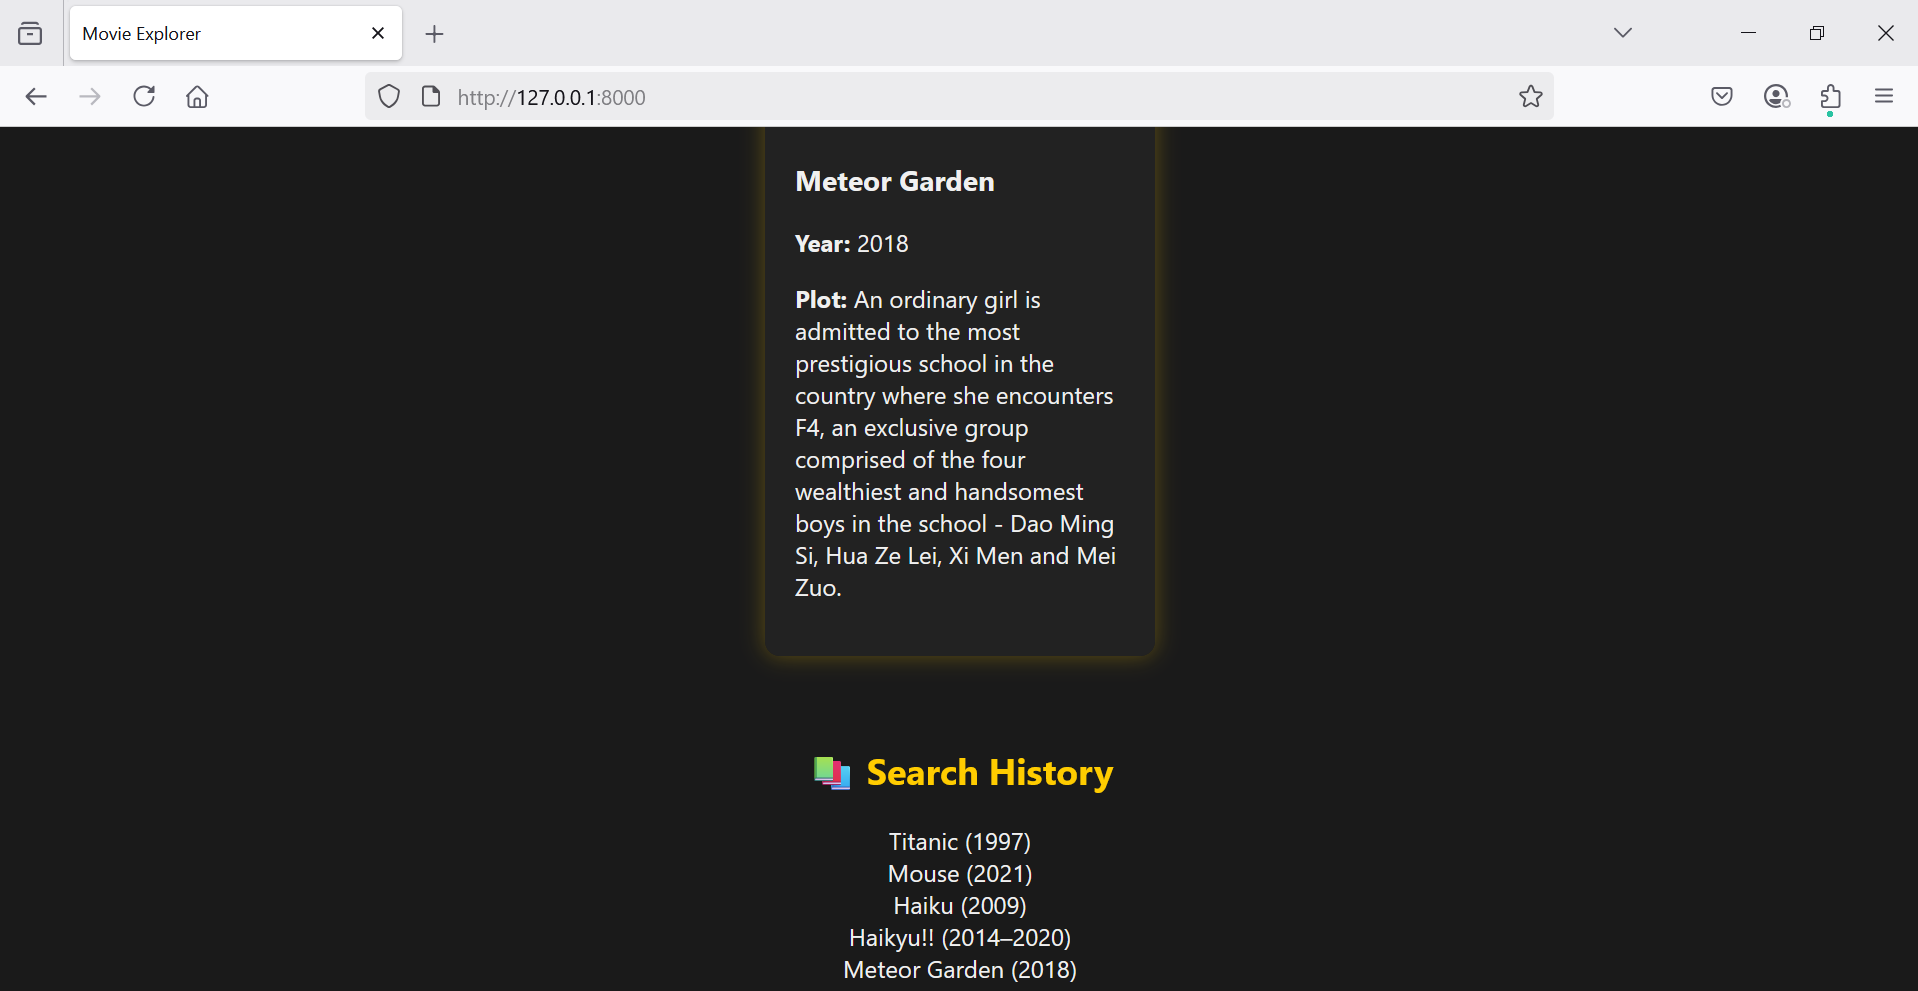 Movie Explorer
http://127.0.0.1:8000
Meteor Garden
Year: 2018
Plot: An ordinary girl is
admitted to the most
prestigious school in the
country where she encounters
F4, an exclusive group
comprised of the four
wealthiest and handsomest
boys in the school - Dao Ming
Si, Hua Ze Lei, Xi Men and Mei
Zuo.
Search History
Titanic (1997)
Mouse (2021)
Haiku (2009)
Haikyu!! (2014–2020)
Meteor Garden (2018)